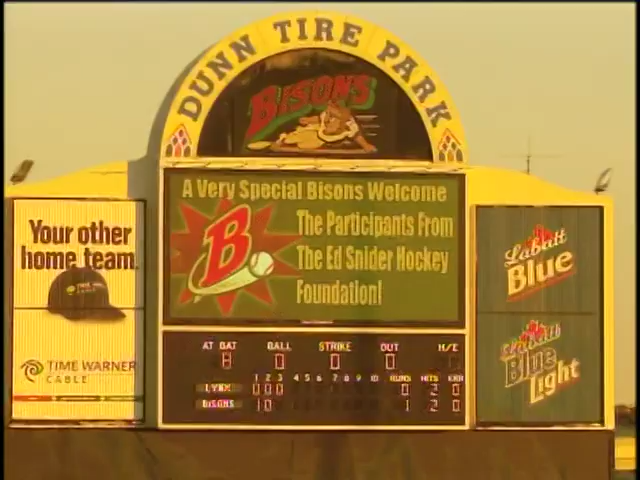 DUNN TIRE PARK
BISONS
A Very Special Bisons Welcome
The Participants From
The Ed Snider Hockey
Foundation!
B
Your other
home team.
TIME WARNER
CABLE
Labatt
Blue
Labatt
Blue
Light
AT BAT BALL STRIKE OUT H/E
8 0 0 0
1 2 3 4 5 6 7 8 9 10 RUNS HITS ERR
LYNX 0 0 0 0 2 0
BISONS 1 0 1 2 0